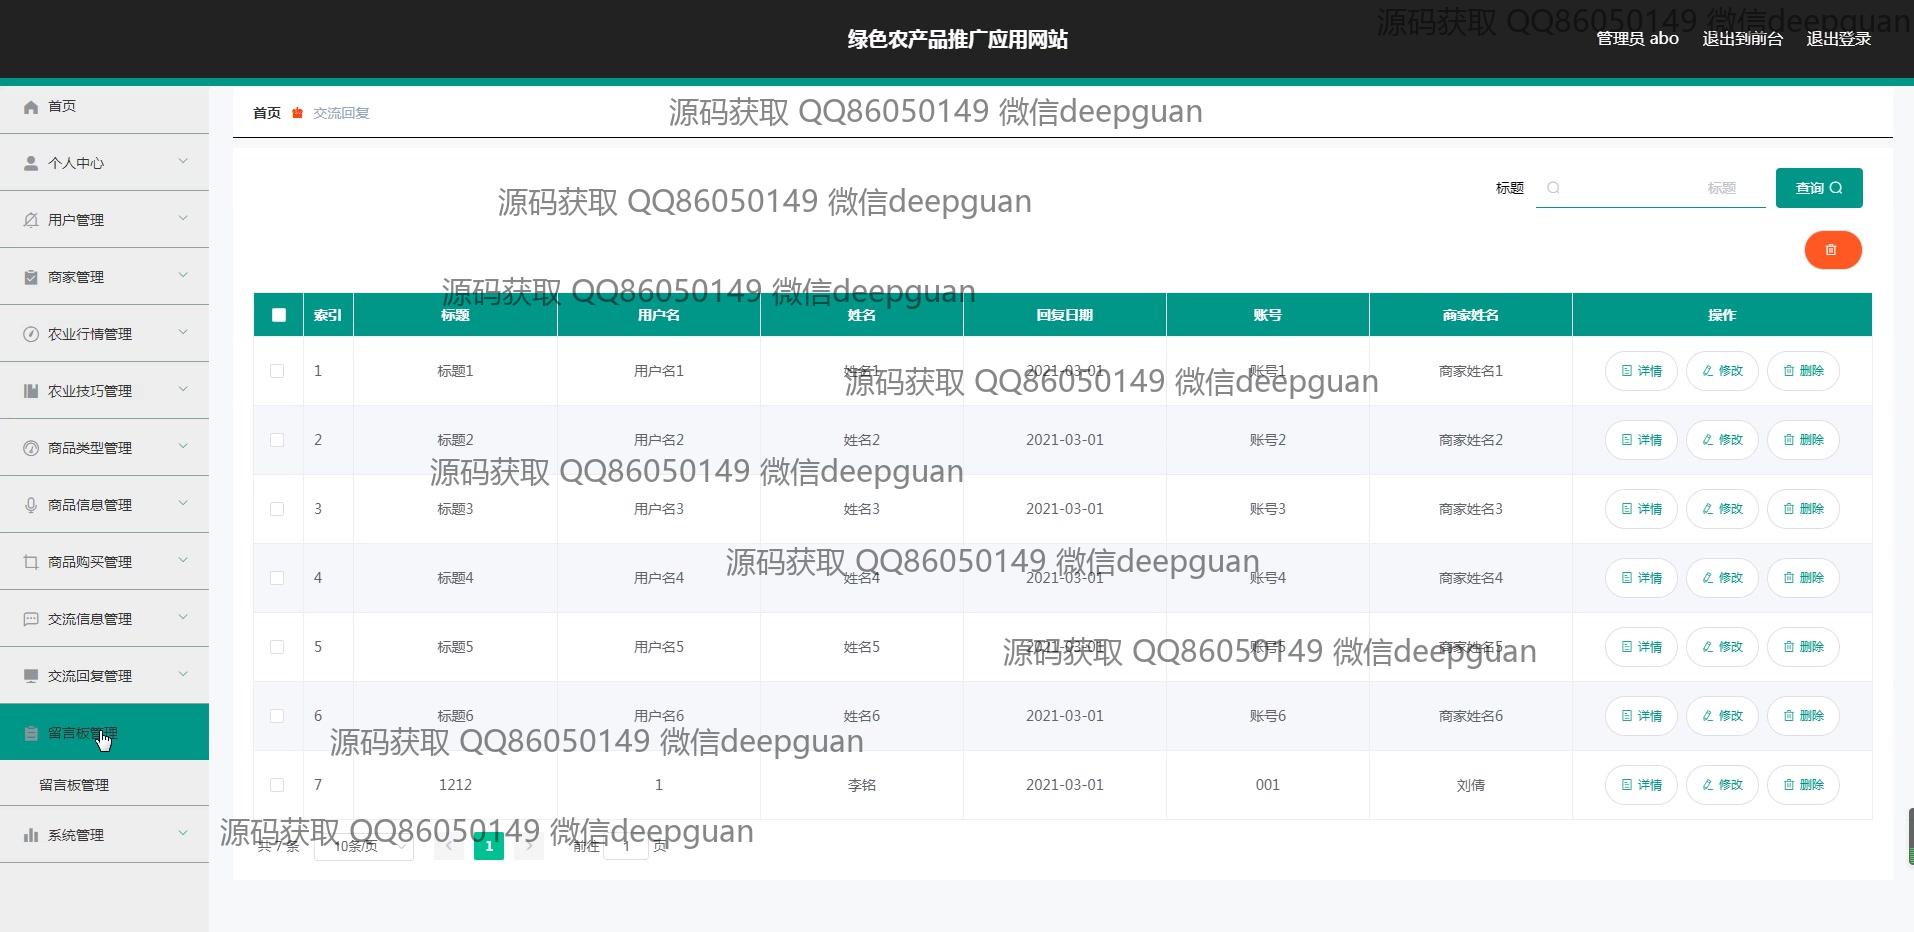 源码获取 QQ86050149 微信deepguan
绿色农产品推广应用网站
管理员 abo 退出到前台 退出登录
首页
个人中心
用户管理
商家管理
农业行情管理
农业技巧管理
商品类型管理
商品信息管理
商品购买管理
交流信息管理
交流回复管理
留言板管理
留言板管理
系统管理
首页 交流回复
源码获取 QQ86050149 微信deepguan
标题 标题 查询
源码获取 QQ86050149 微信deepguan
源码获取 QQ86050149 微信deepguan
索引 标题 用户名 姓名 回复日期 账号 商家姓名 操作
1 标题1 用户名1 姓名1 2021-03-01 账号1 商家姓名1 详情 修改 删除
源码获取 QQ86050149 微信deepguan
2 标题2 用户名2 姓名2 2021-03-01 账号2 商家姓名2 详情 修改 删除
源码获取 QQ86050149 微信deepguan
3 标题3 用户名3 姓名3 2021-03-01 账号3 商家姓名3 详情 修改 删除
源码获取 QQ86050149 微信deepguan
4 标题4 用户名4 姓名4 2021-03-01 账号4 商家姓名4 详情 修改 删除
5 标题5 用户名5 姓名5 2021-03-01 账号5 商家姓名5 详情 修改 删除
源码获取 QQ86050149 微信deepguan
6 标题6 用户名6 姓名6 2021-03-01 账号6 商家姓名6 详情 修改 删除
源码获取 QQ86050149 微信deepguan
7 1212 1 李铭 2021-03-01 001 刘倩 详情 修改 删除
源码获取 QQ86050149 微信deepguan
共 7 条 10条/页 1 前往 1 页